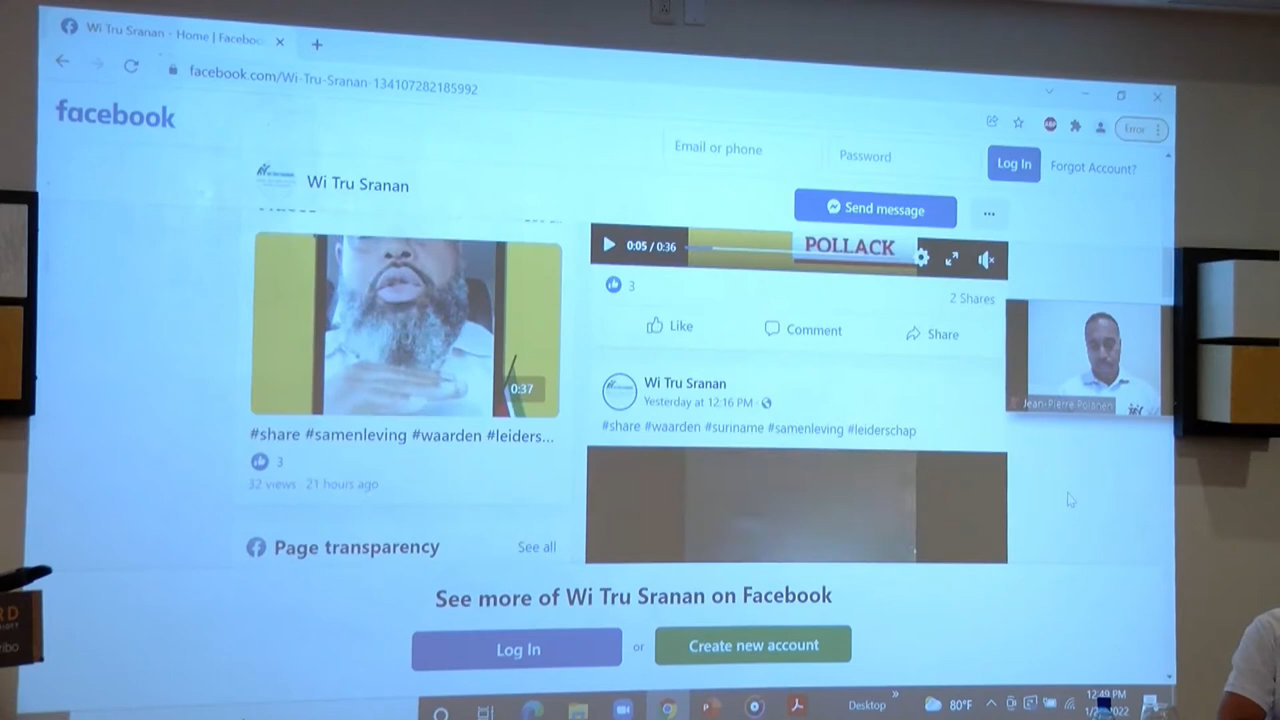 Wi Tru Sranan - Home | Faceboo
facebook.com/Wi-Tru-Sranan-134107282185992
facebook
Email or phone
Password
Log In
Forgot Account?
Error
Wi Tru Sranan
Send message
0:05 / 0:36
POLLACK
3
2 Shares
Like
Comment
Share
0:37
#share #samenleving #waarden #leiders...
3
32 views 21 hours ago
Wi Tru Sranan
Yesterday at 12:16 PM
#share #waarden #suriname #samenleving #leiderschap
Page transparency
See all
See more of Wi Tru Sranan on Facebook
Log In
or
Create new account
Desktop
80°F
12:49 PM
RD